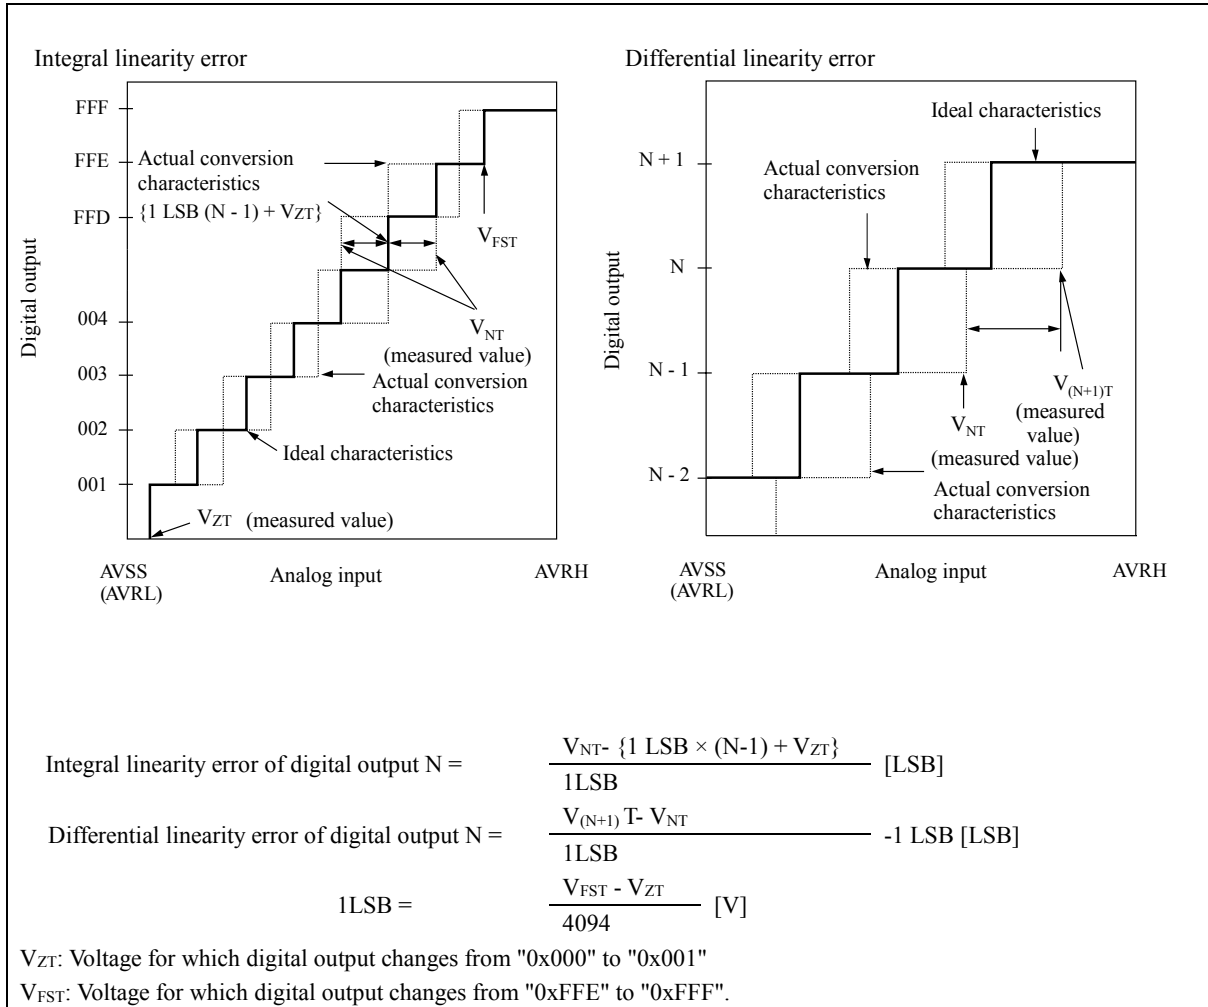 Integral linearity error
FFF
FFE
FFD
004
003
002
001
Digital output
Actual conversion
characteristics
{1 LSB (N - 1) + VZT}
VFST
VNT
(measured value)
Actual conversion
characteristics
Ideal characteristics
VZT (measured value)
AVSS
(AVRL)
Analog input
AVRH
Differential linearity error
N + 1
N
N - 1
N - 2
Digital output
Ideal characteristics
Actual conversion
characteristics
V(N+1)T
(measured
value)
VNT
(measured value)
Actual conversion
characteristics
AVSS
(AVRL)
Analog input
AVRH
Integral linearity error of digital output N =
VNT- {1 LSB × (N-1) + VZT}
1LSB
[LSB]
Differential linearity error of digital output N =
V(N+1) T- VNT
1LSB
-1 LSB [LSB]
1LSB =
VFST - VZT
4094
[V]
VZT: Voltage for which digital output changes from "0x000" to "0x001"
VFST: Voltage for which digital output changes from "0xFFE" to "0xFFF".